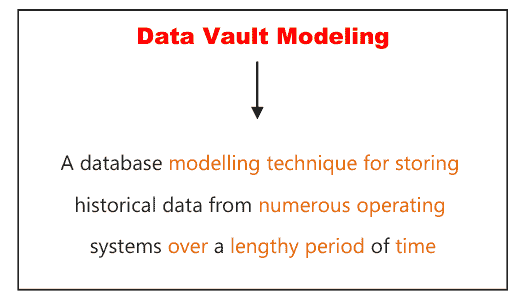 Data Vault Modeling
A database modelling technique for storing
historical data from numerous operating
systems over a lengthy period of time